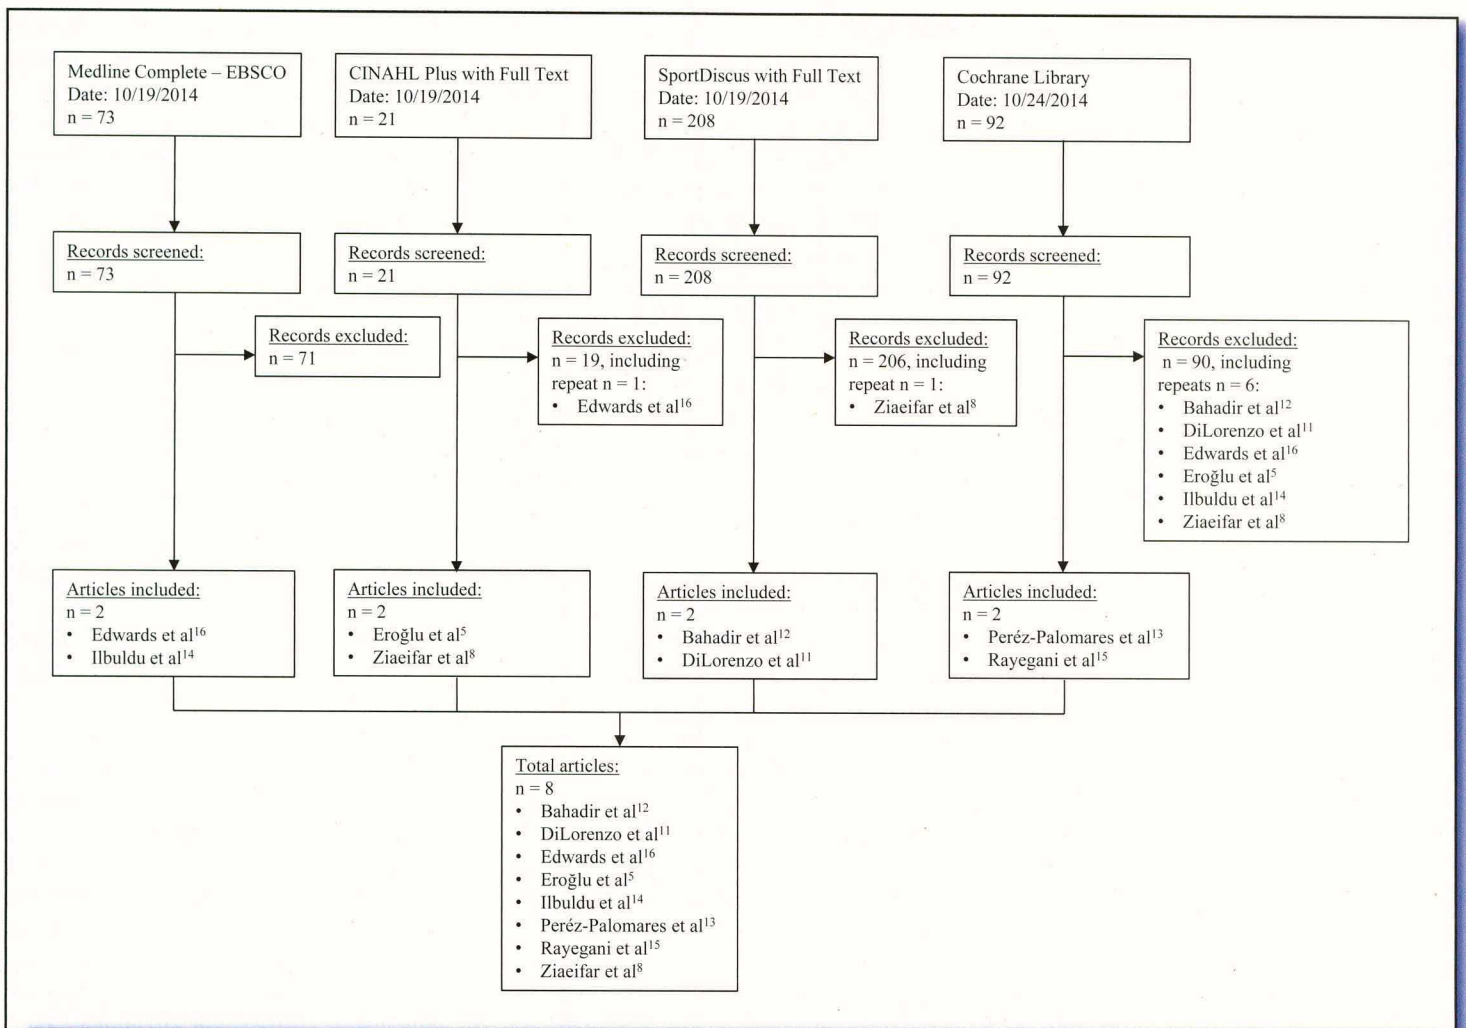 Medline Complete – EBSCO
Date: 10/19/2014
n = 73
CINAHL Plus with Full Text
Date: 10/19/2014
n = 21
SportDiscus with Full Text
Date: 10/19/2014
n = 208
Cochrane Library
Date: 10/24/2014
n = 92
Records screened:
n = 73
Records screened:
n = 21
Records screened:
n = 208
Records screened:
n = 92
Records excluded:
n = 71
Records excluded:
n = 19, including
repeat n = 1:
• Edwards et al¹⁶
Records excluded:
n = 206, including
repeat n = 1:
• Ziaeifar et al⁸
Records excluded:
n = 90, including
repeats n = 6:
• Bahadir et al¹²
• DiLorenzo et al¹¹
• Edwards et al¹⁶
• Eroğlu et al⁵
• Ilbuldu et al¹⁴
• Ziaeifar et al⁸
Articles included:
n = 2
• Edwards et al¹⁶
• Ilbuldu et al¹⁴
Articles included:
n = 2
• Eroğlu et al⁵
• Ziaeifar et al⁸
Articles included:
n = 2
• Bahadir et al¹²
• DiLorenzo et al¹¹
Articles included:
n = 2
• Peréz-Palomares et al¹³
• Rayegani et al¹⁵
Total articles:
n = 8
• Bahadir et al¹²
• DiLorenzo et al¹¹
• Edwards et al¹⁶
• Eroğlu et al⁵
• Ilbuldu et al¹⁴
• Peréz-Palomares et al¹³
• Rayegani et al¹⁵
• Ziaeifar et al⁸